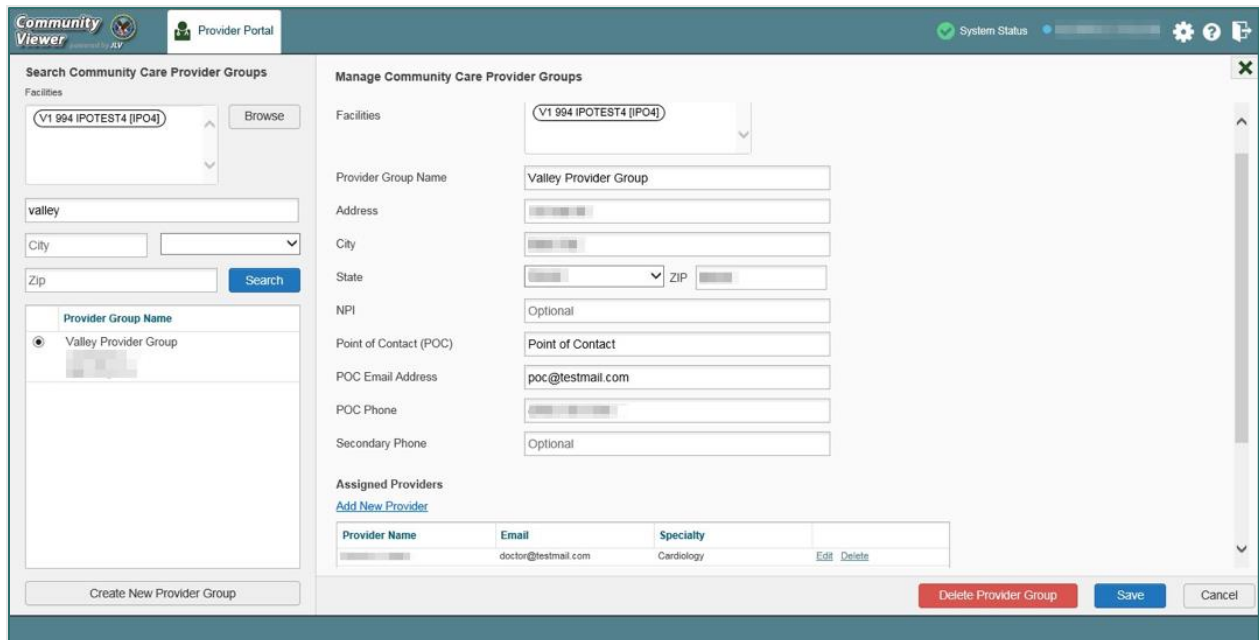 Community
Viewer powered by JLV
Provider Portal
System Status
Search Community Care Provider Groups
Facilities
V1 994 IPOTEST4 [IPO4]
Browse
valley
City
Zip
Search
Provider Group Name
Valley Provider Group
Create New Provider Group
Manage Community Care Provider Groups
Facilities V1 994 IPOTEST4 [IPO4]
Provider Group Name Valley Provider Group
Address
City
State ZIP
NPI Optional
Point of Contact (POC) Point of Contact
POC Email Address poc@testmail.com
POC Phone
Secondary Phone Optional
Assigned Providers
Add New Provider
Provider Name Email Specialty
doctor@testmail.com Cardiology Edit Delete
Delete Provider Group Save Cancel